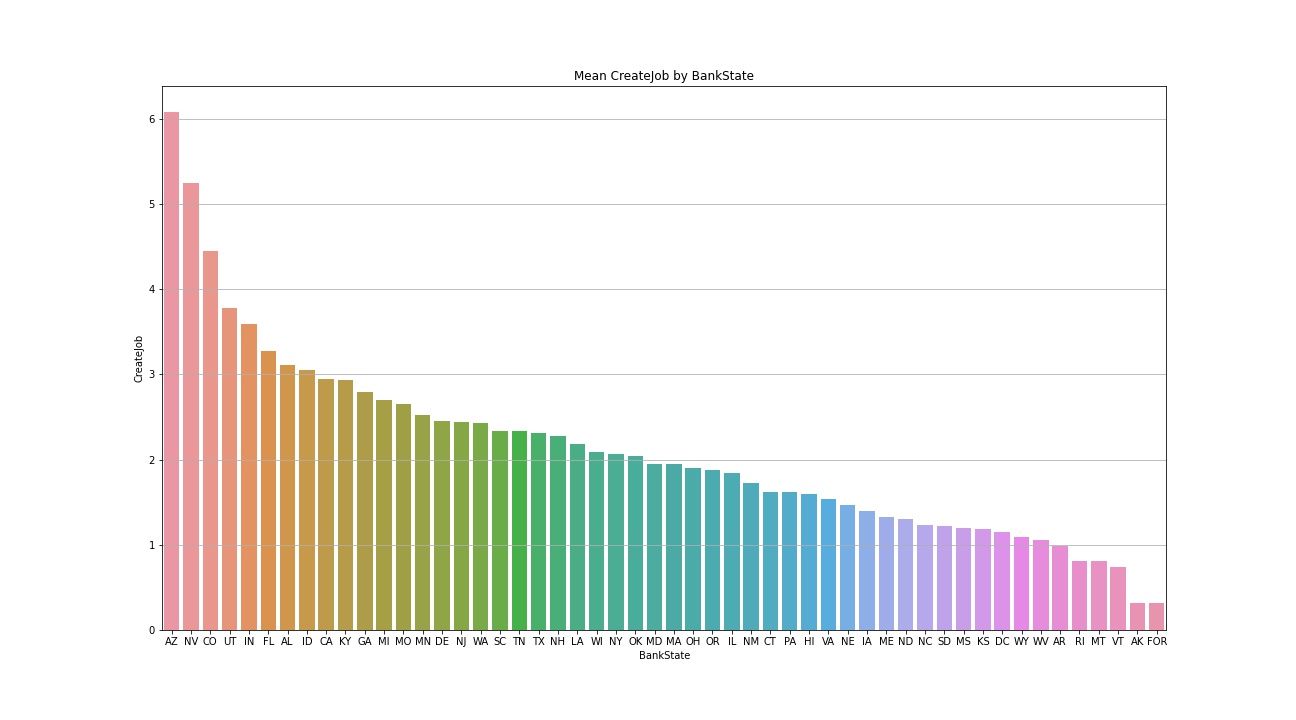 Mean CreateJob by BankState
6
5
4
3
2
1
0
CreateJob
AZ NV CO UT IN FL AL ID CA KY GA MI MO MN DE NJ WA SC TN TX NH LA WI NY OK MD MA OH OR IL NM CT PA HI VA NE IA ME ND NC SD MS KS DC WY WV AR RI MT VT AK FOR
BankState